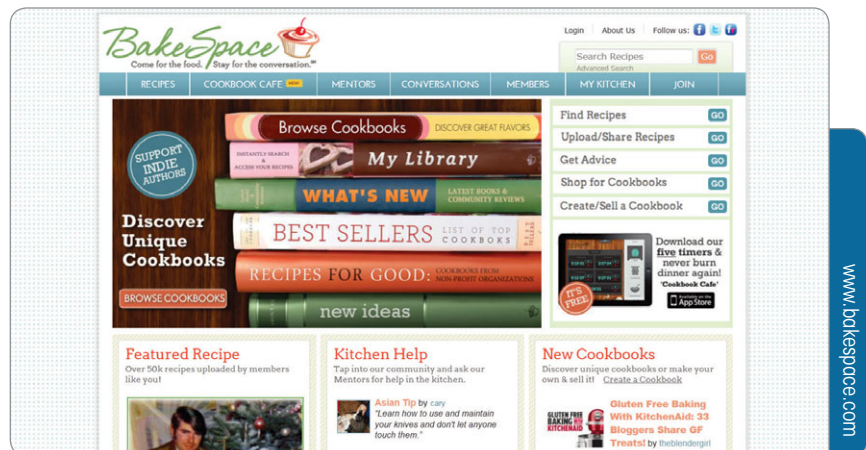 BakeSpace
Come for the food. Stay for the conversation.℠
Login About Us Follow us: f t f
Search Recipes Go
Advanced Search
RECIPES COOKBOOK CAFE NEW MENTORS CONVERSATIONS MEMBERS MY KITCHEN JOIN
SUPPORT
INDIE
AUTHORS
Discover
Unique
Cookbooks
BROWSE COOKBOOKS
Browse Cookbooks DISCOVER GREAT FLAVORS
INSTANTLY SEARCH
&
ACCESS YOUR RECIPES
My Library
WHAT'S NEW
LATEST BOOKS &
COMMUNITY REVIEWS
BEST SELLERS
LIST OF TOP
COOKBOOKS
RECIPES FOR GOOD:
COOKBOOKS FROM
NON-PROFIT ORGANIZATIONS
new ideas
Find Recipes GO
Upload/Share Recipes GO
Get Advice GO
Shop for Cookbooks GO
Create/Sell a Cookbook GO
IT'S
FREE
Download our
five timers &
never burn
dinner again!
'Cookbook Cafe'
Available on the
App Store
Featured Recipe
Over 50k recipes uploaded by members
like you!
Kitchen Help
Tap into our community and ask our
Mentors for help in the kitchen.
Asian Tip by cary
"Learn how to use and maintain
your knives and don't let anyone
touch them."
New Cookbooks
Discover unique cookbooks or make your
own & sell it! Create a Cookbook
GLUTEN FREE
BAKING WITH
KITCHENAID
Gluten Free Baking
With KitchenAid: 33
Bloggers Share GF
Treats! by theblendergirl
www.bakespace.com